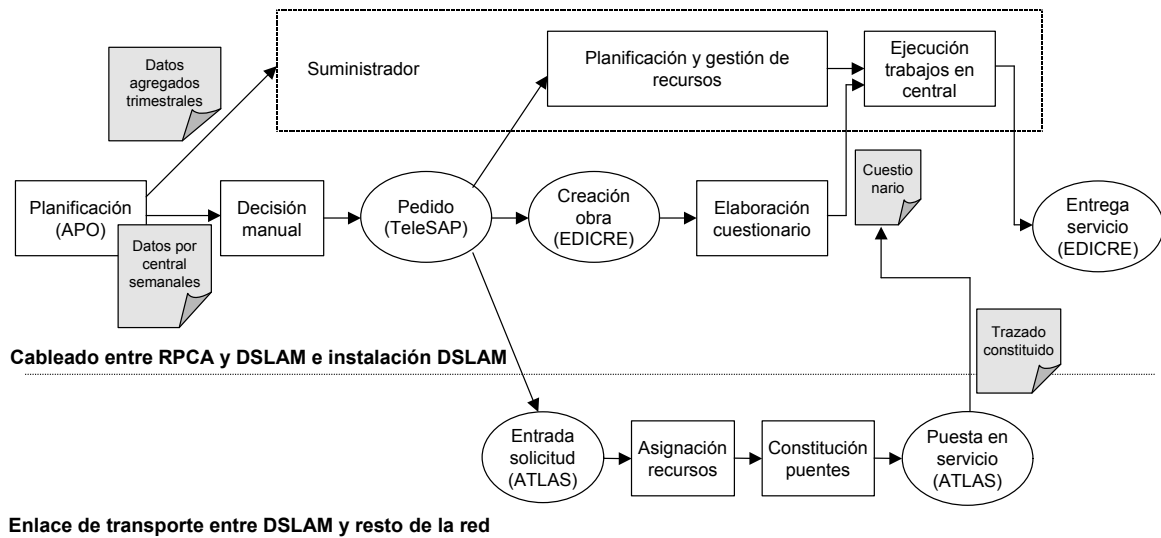 Datos
agregados
trimestrales
Suministrador
Planificación y gestión de
recursos
Ejecución
trabajos en
central
Planificación
(APO)
Datos por
central
semanales
Decisión
manual
Pedido
(TeleSAP)
Creación
obra
(EDICRE)
Elaboración
cuestionario
Cuestio
nario
Entrega
servicio
(EDICRE)
Trazado
constituido
Cableado entre RPCA y DSLAM e instalación DSLAM
Entrada
solicitud
(ATLAS)
Asignación
recursos
Constitución
puentes
Puesta en
servicio
(ATLAS)
Enlace de transporte entre DSLAM y resto de la red